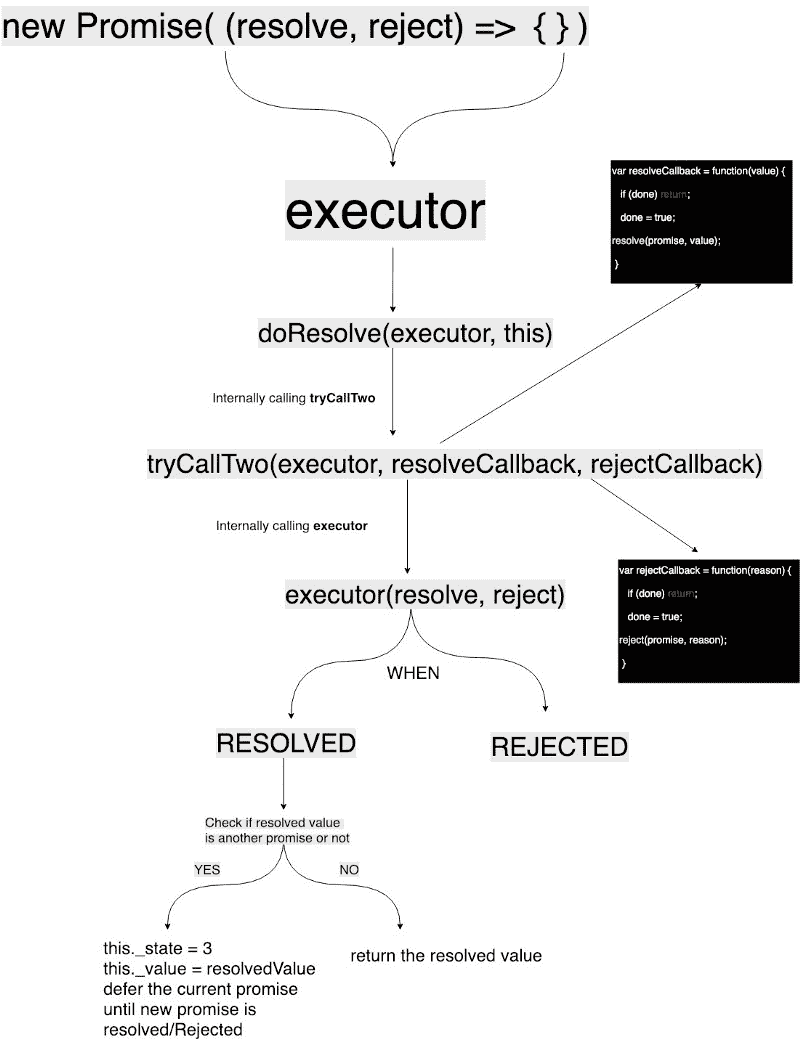 new Promise( (resolve, reject) => { } )
executor
var resolveCallback = function(value) {
if (done) return;
done = true;
resolve(promise, value);
}
doResolve(executor, this)
Internally calling tryCallTwo
tryCallTwo(executor, resolveCallback, rejectCallback)
Internally calling executor
var rejectCallback = function(reason) {
if (done) return;
done = true;
reject(promise, reason);
}
executor(resolve, reject)
WHEN
RESOLVED
REJECTED
Check if resolved value
is another promise or not
YES
NO
this._state = 3
this._value = resolvedValue
defer the current promise
until new promise is
resolved/Rejected
return the resolved value